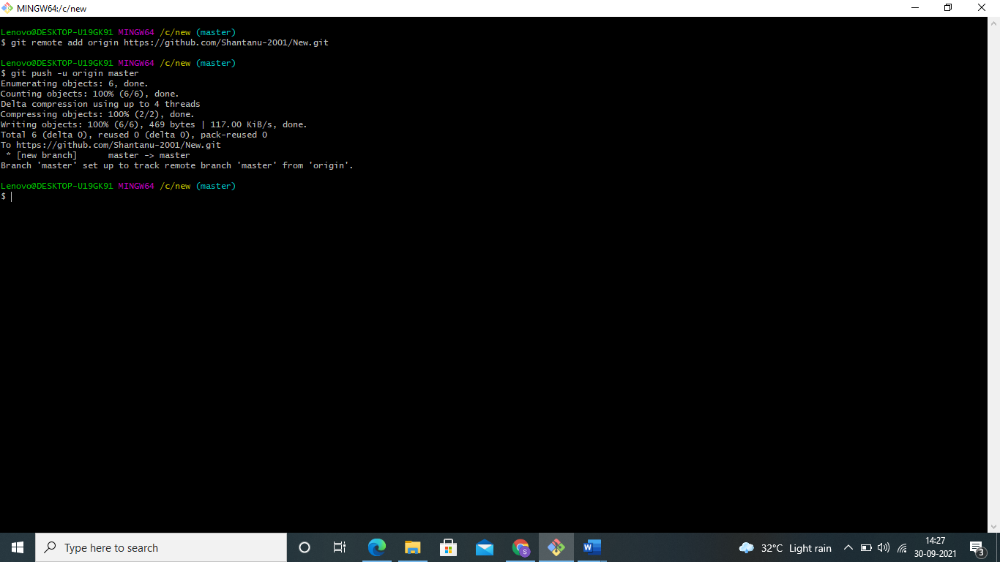 MINGW64:/c/new
Lenovo@DESKTOP-U19GK91 MINGW64 /c/new (master)
$ git remote add origin https://github.com/Shantanu-2001/New.git
Lenovo@DESKTOP-U19GK91 MINGW64 /c/new (master)
$ git push -u origin master
Enumerating objects: 6, done.
Counting objects: 100% (6/6), done.
Delta compression using up to 4 threads
Compressing objects: 100% (2/2), done.
Writing objects: 100% (6/6), 469 bytes | 117.00 KiB/s, done.
Total 6 (delta 0), reused 0 (delta 0), pack-reused 0
To https://github.com/Shantanu-2001/New.git
 * [new branch]      master -> master
Branch 'master' set up to track remote branch 'master' from 'origin'.
Lenovo@DESKTOP-U19GK91 MINGW64 /c/new (master)
$
Type here to search
S
W
32°C Light rain
14:27
30-09-2021
3